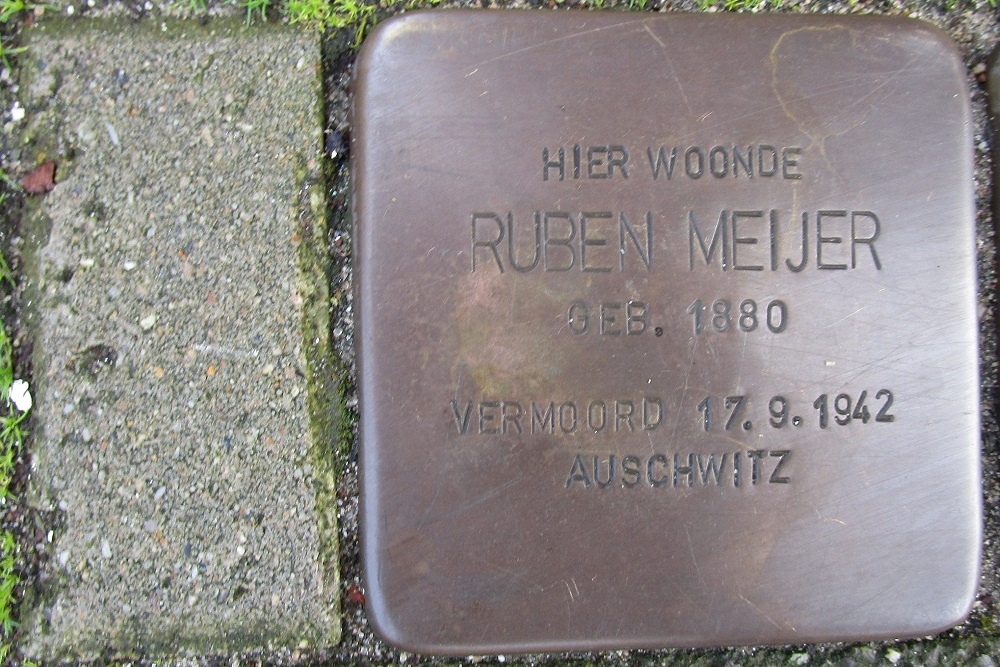 HIER WOONDE
RUBEN MEIJER
GEB. 1880
VERMOORD 17.9.1942
AUSCHWITZ